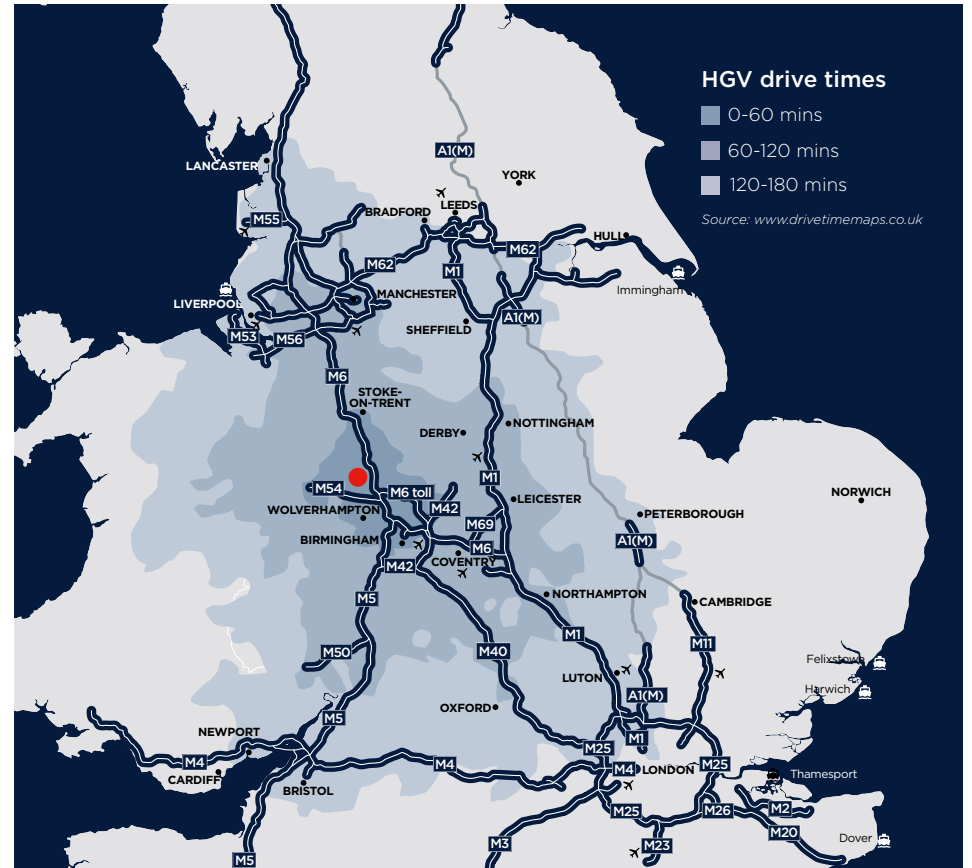 HGV drive times
0-60 mins
60-120 mins
120-180 mins
Source: www.drivetimemaps.co.uk
A1(M)
LANCASTER
YORK
LEEDS
BRADFORD
M55
HULL
M62
M62
M1
Immingham
MANCHESTER
LIVERPOOL
A1(M)
SHEFFIELD
M53
M56
M6
STOKE-
ON-TRENT
NOTTINGHAM
DERBY
M1
M54
M6 toll
NORWICH
LEICESTER
M42
WOLVERHAMPTON
PETERBOROUGH
M69
BIRMINGHAM
A1(M)
M6
COVENTRY
M42
NORTHAMPTON
M5
CAMBRIDGE
M1
M11
M50
M40
Felixstowe
LUTON
Harwich
A1(M)
OXFORD
M5
NEWPORT
M1
M25
M4
M4
M25
CARDIFF
M4
LONDON
Thamesport
BRISTOL
M25
M26
M2
M20
Dover
M3
M23
M5